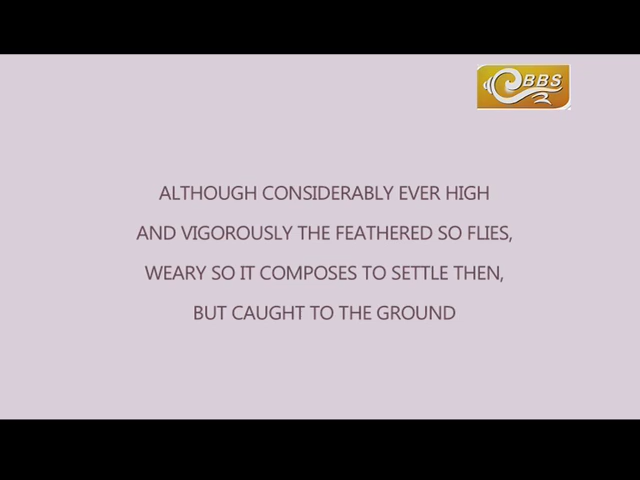 BBS
2
ALTHOUGH CONSIDERABLY EVER HIGH
AND VIGOROUSLY THE FEATHERED SO FLIES,
WEARY SO IT COMPOSES TO SETTLE THEN,
BUT CAUGHT TO THE GROUND